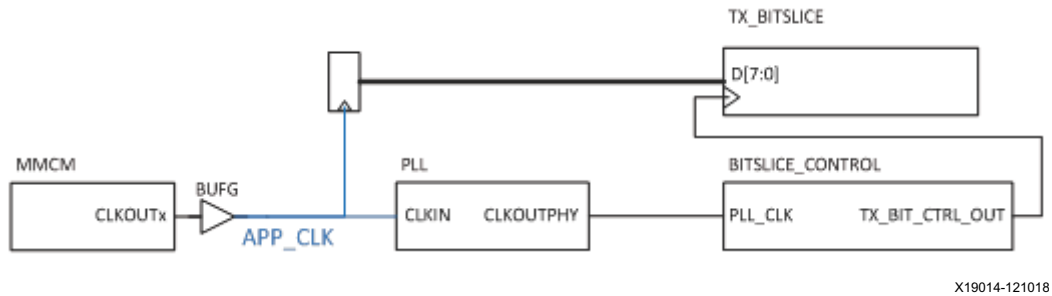 TX_BITSLICE
D[7:0]
MMCM
PLL
BITSLICE_CONTROL
BUFG
CLKOUTx
CLKIN
CLKOUTPHY
PLL_CLK
TX_BIT_CTRL_OUT
APP_CLK
X19014-121018